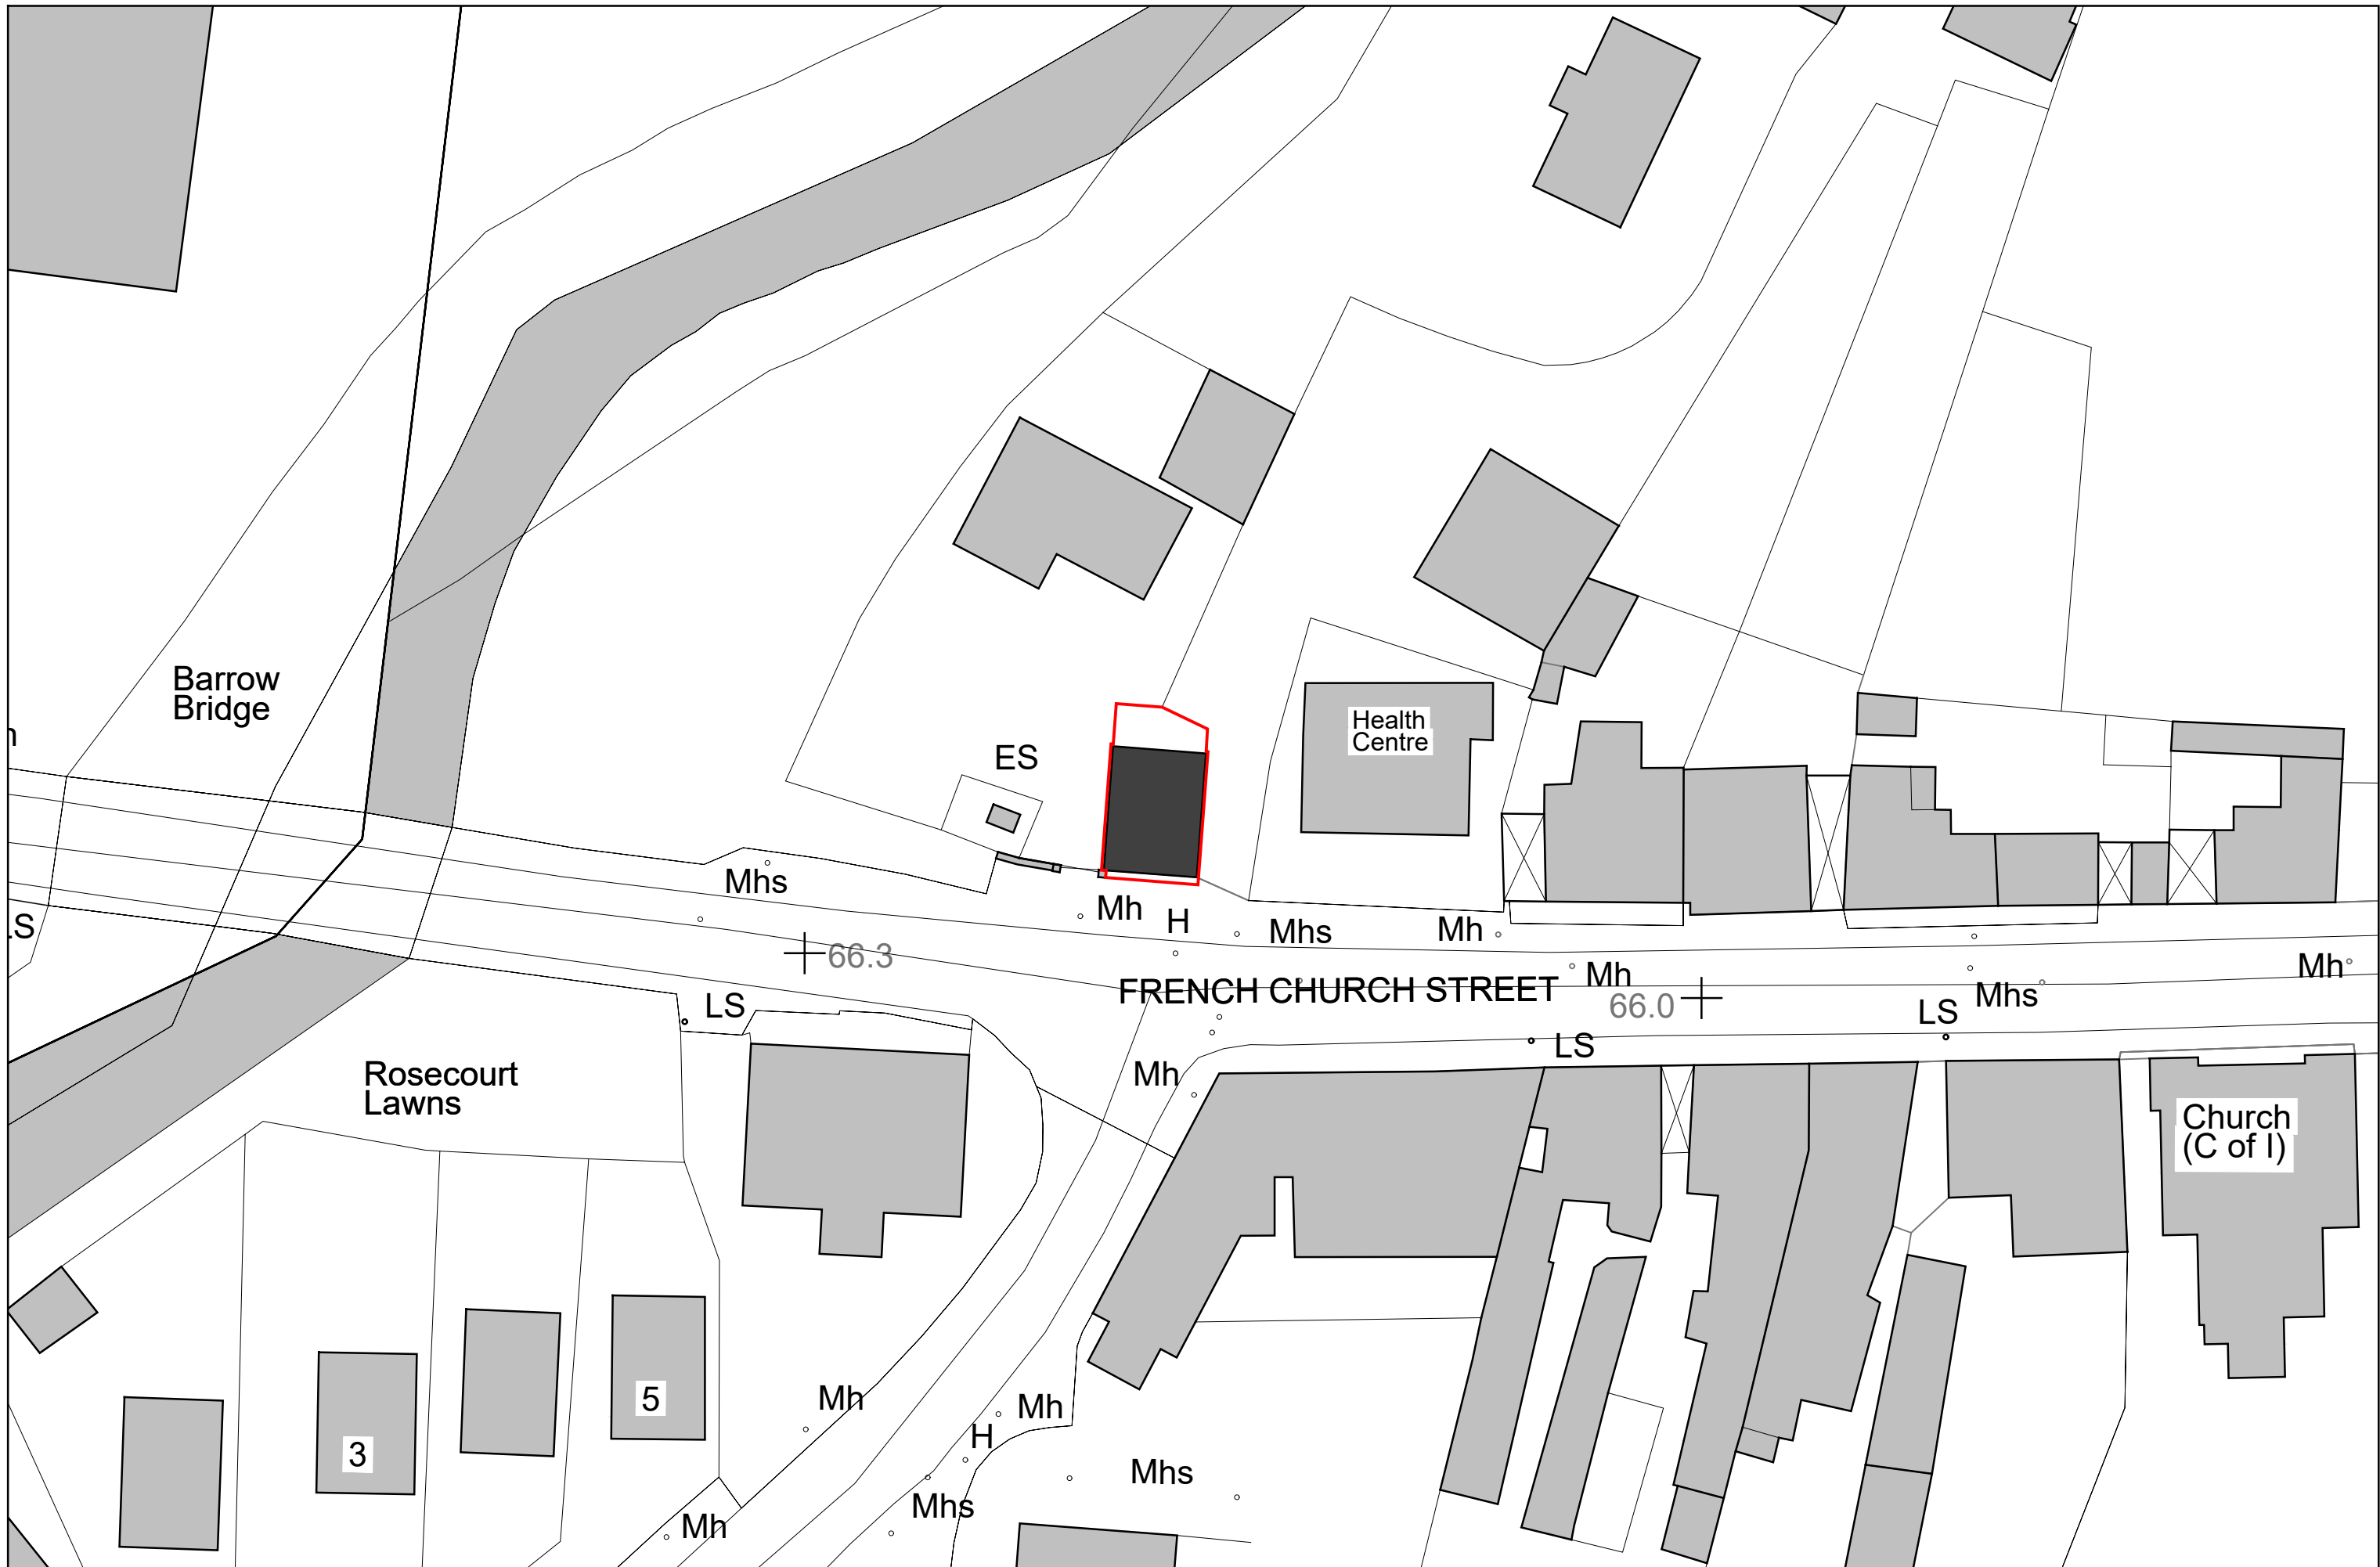 Health
Centre
Barrow
Bridge
ES
Mhs
Mh
H
Mhs
Mh
LS
66.3
FRENCH CHURCH STREET
Mh
66.0
Mh
Mhs
LS
LS
LS
Rosecourt
Lawns
Mh
Church
(C of I)
5
3
Mh
Mh
H
Mhs
Mhs
Mh